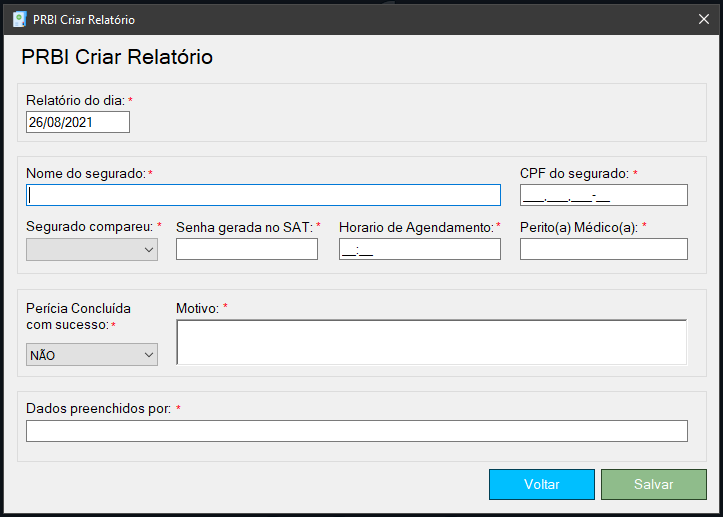 PRBI Criar Relatório
PRBI Criar Relatório
Relatório do dia: *
26/08/2021
Nome do segurado: * CPF do segurado: *
___.___.___-__
Segurado compareu: * Senha gerada no SAT: * Horario de Agendamento: * Perito(a) Médico(a): *
__:__
Perícia Concluída
com sucesso: *
NÃO
Motivo: *
Dados preenchidos por: *
Voltar Salvar